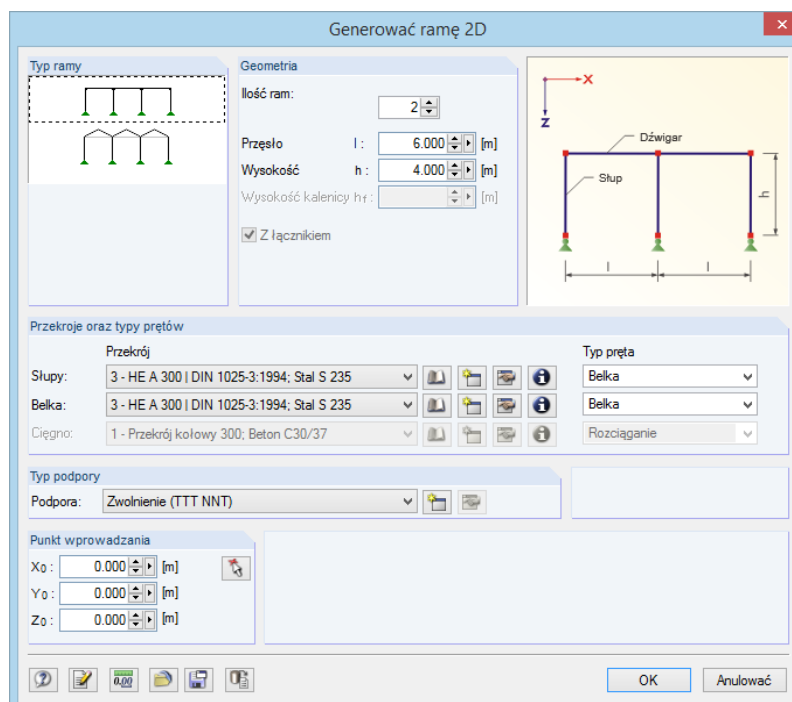 Generować ramę 2D
Typ ramy
Geometria
Ilość ram:
2
Przęsło l : 6.000 [m]
Wysokość h : 4.000 [m]
Wysokość kalenicy hf : [m]
Z łącznikiem
X
Z
Dźwigar
Słup
h
l l
Przekroje oraz typy prętów
Przekrój Typ pręta
Słupy: 3 - HE A 300 | DIN 1025-3:1994; Stal S 235 Belka
Belka: 3 - HE A 300 | DIN 1025-3:1994; Stal S 235 Belka
Cięgno: 1 - Przekrój kołowy 300; Beton C30/37 Rozciąganie
Typ podpory
Podpora: Zwolnienie (TTT NNT)
Punkt wprowadzania
X0 : 0.000 [m]
Y0 : 0.000 [m]
Z0 : 0.000 [m]
0.00
OK Anulować